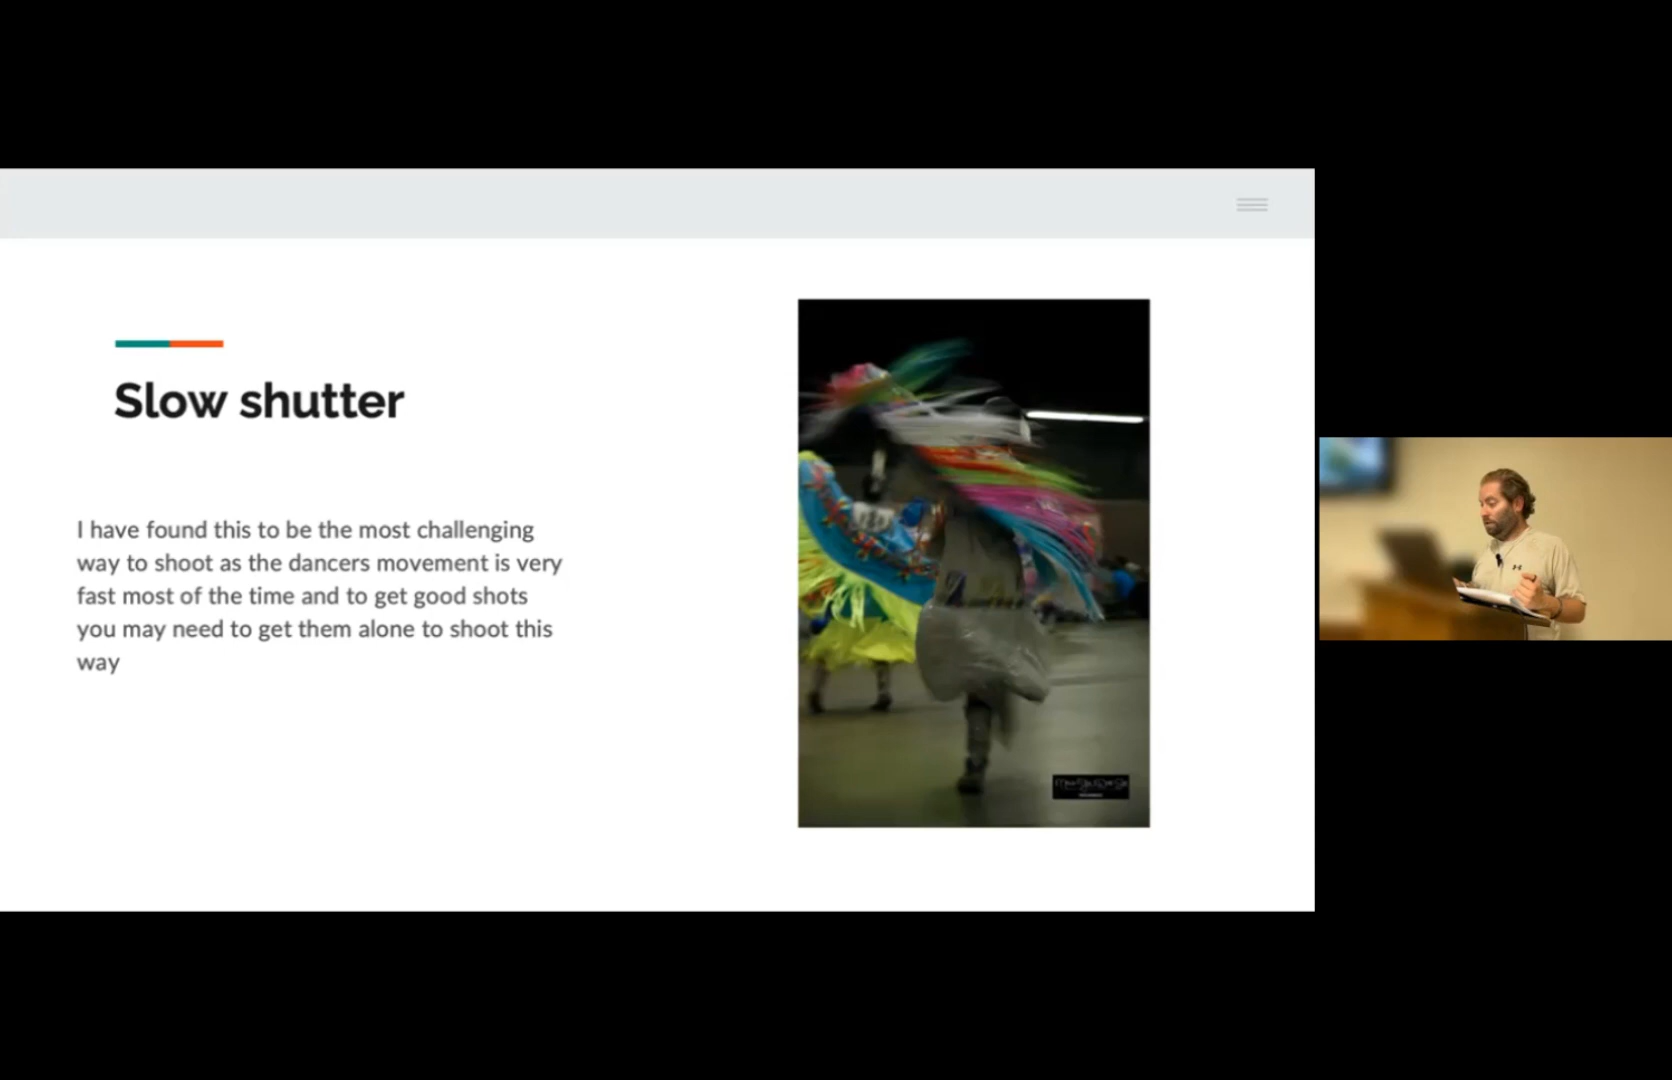 Slow shutter
I have found this to be the most challenging
way to shoot as the dancers movement is very
fast most of the time and to get good shots
you may need to get them alone to shoot this
way